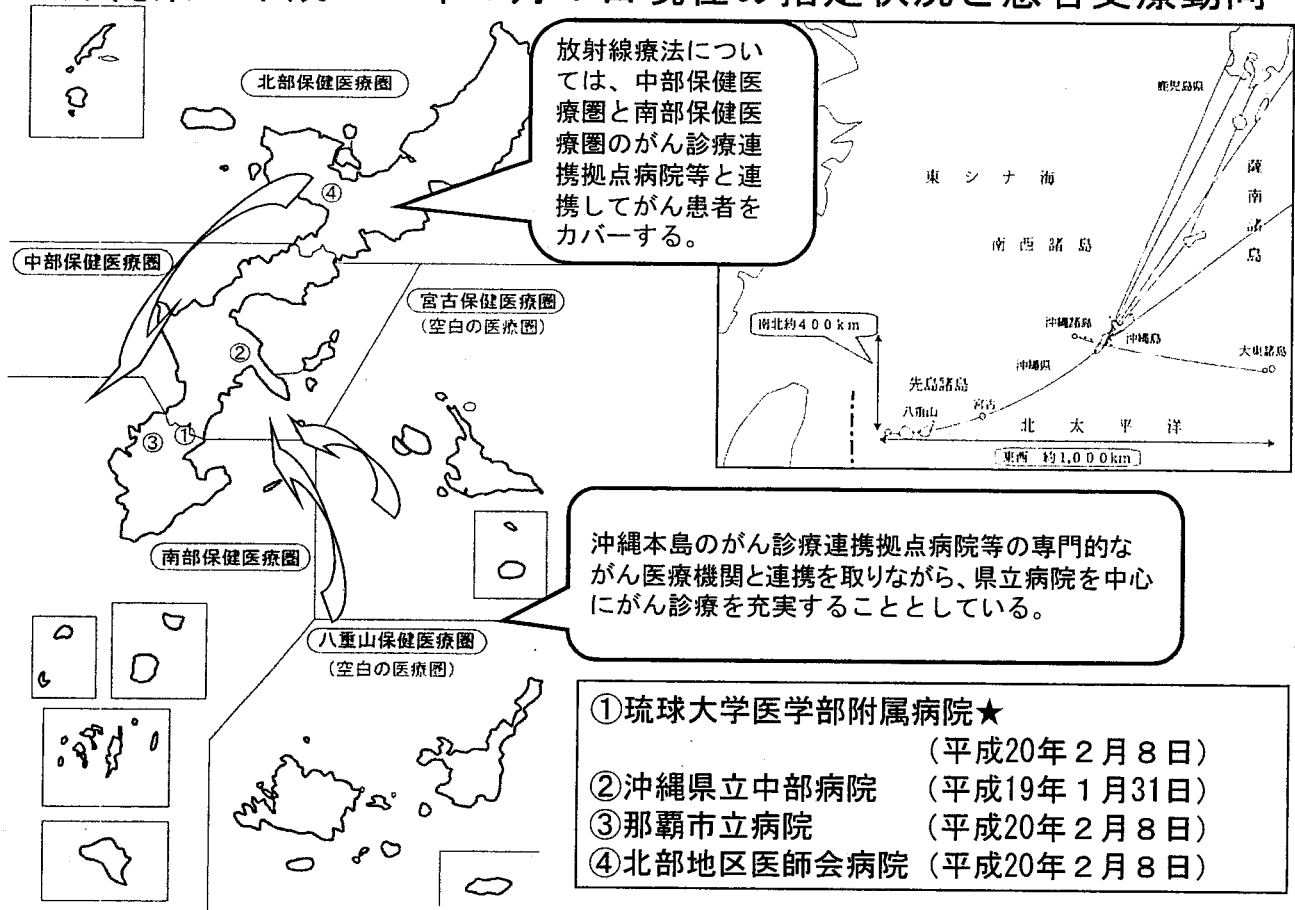 指定状況と患者受療動向
北部保健医療圏
④
中部保健医療圏
②
③
①
南部保健医療圏
宮古保健医療圏
(空白の医療圏)
八重山保健医療圏
(空白の医療圏)
放射線療法につい
ては、中部保健医
療圏と南部保健医
療圏のがん診療連
携拠点病院等と連
携してがん患者を
カバーする。
鹿児島県
薩南諸島
東シナ海
南西諸島
南北約400km
沖縄諸島
沖縄島
大東諸島
沖縄県
先島諸島
八重山
宮古
北太平洋
東西 約1,000km
沖縄本島のがん診療連携拠点病院等の専門的な
がん医療機関と連携を取りながら、県立病院を中心
にがん診療を充実することとしている。
①琉球大学医学部附属病院★
(平成20年2月8日)
②沖縄県立中部病院 (平成19年1月31日)
③那覇市立病院 (平成20年2月8日)
④北部地区医師会病院 (平成20年2月8日)